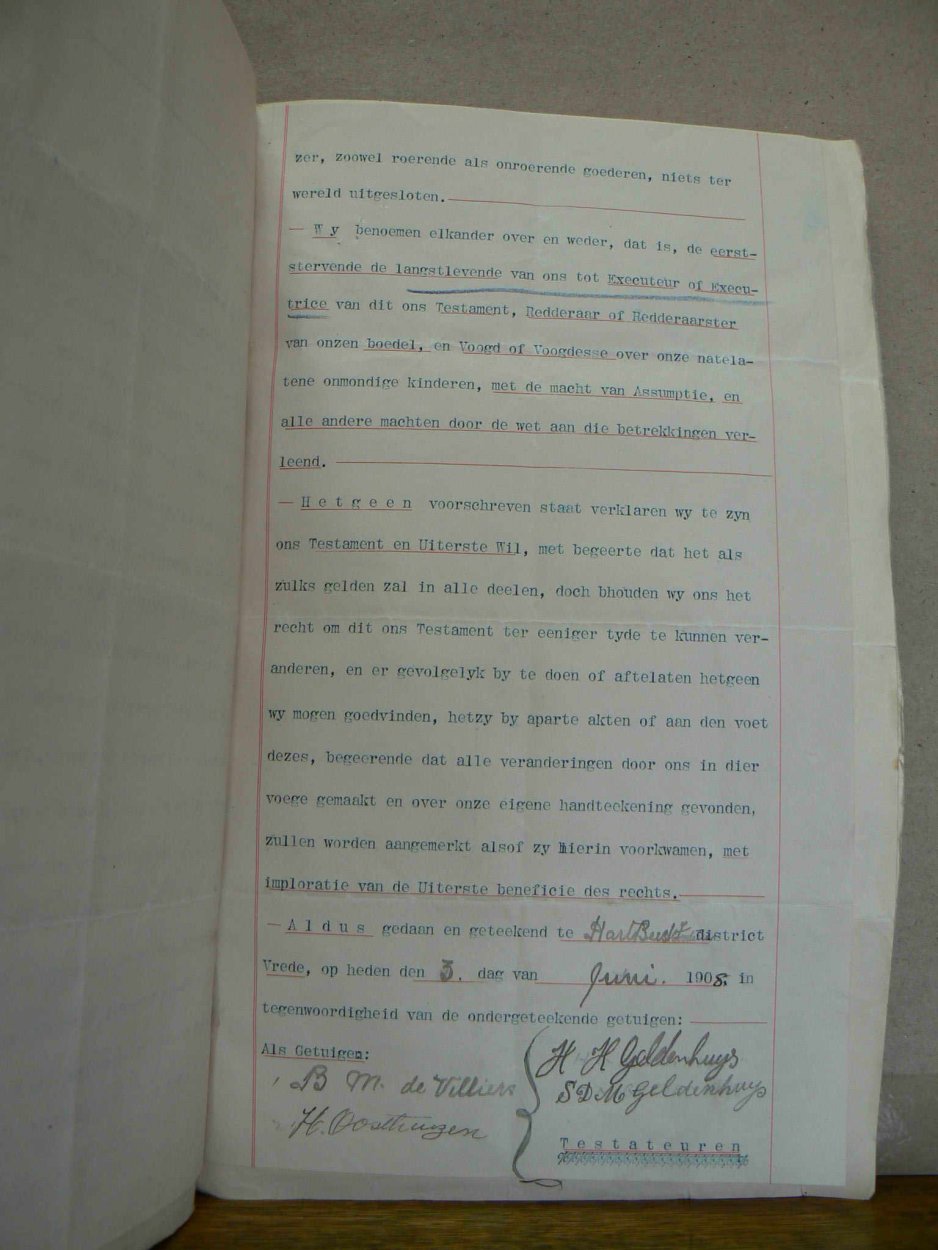 zer, zoowel roerende als onroerende goederen, niets ter
wereld uitgesloten.
— W y benoemen elkander over en weder, dat is, de eerst-
stervende de langstlevende van ons tot Executeur of Execu-
trice van dit ons Testament, Redderaar of Redderaarster
van onzen boedel, en Voogd of Voogdesse over onze natela-
tene onmondige kinderen, met de macht van Assumptie, en
alle andere machten door de wet aan die betrekkingen ver-
leend.
— H e t g e e n voorschreven staat verklaren wy te zyn
ons Testament en Uiterste Wil, met begeerte dat het als
zulks gelden zal in alle deelen, doch bhouden wy ons het
recht om dit ons Testament ter eeniger tyde te kunnen ver-
anderen, en er gevolgelyk by te doen of aftelaten hetgeen
wy mogen goedvinden, hetzy by aparte akten of aan den voet
dezes, begeerende dat alle veranderingen door ons in dier
voege gemaakt en over onze eigene handteekening gevonden,
zullen worden aangemerkt alsof zy hierin voorkwamen, met
imploratie van de Uiterste beneficie des rechts.
— A l d u s gedaan en geteekend te district
Vrede, op heden den 3. dag van Juni. 1908. in
tegenwoordigheid van de ondergeteekende getuigen:
Als Getuigen:
H H Geldenhuys
B M. de Villiers
S D M Geldenhuys
H. Oosthuizen
T e s t a t e u r e n